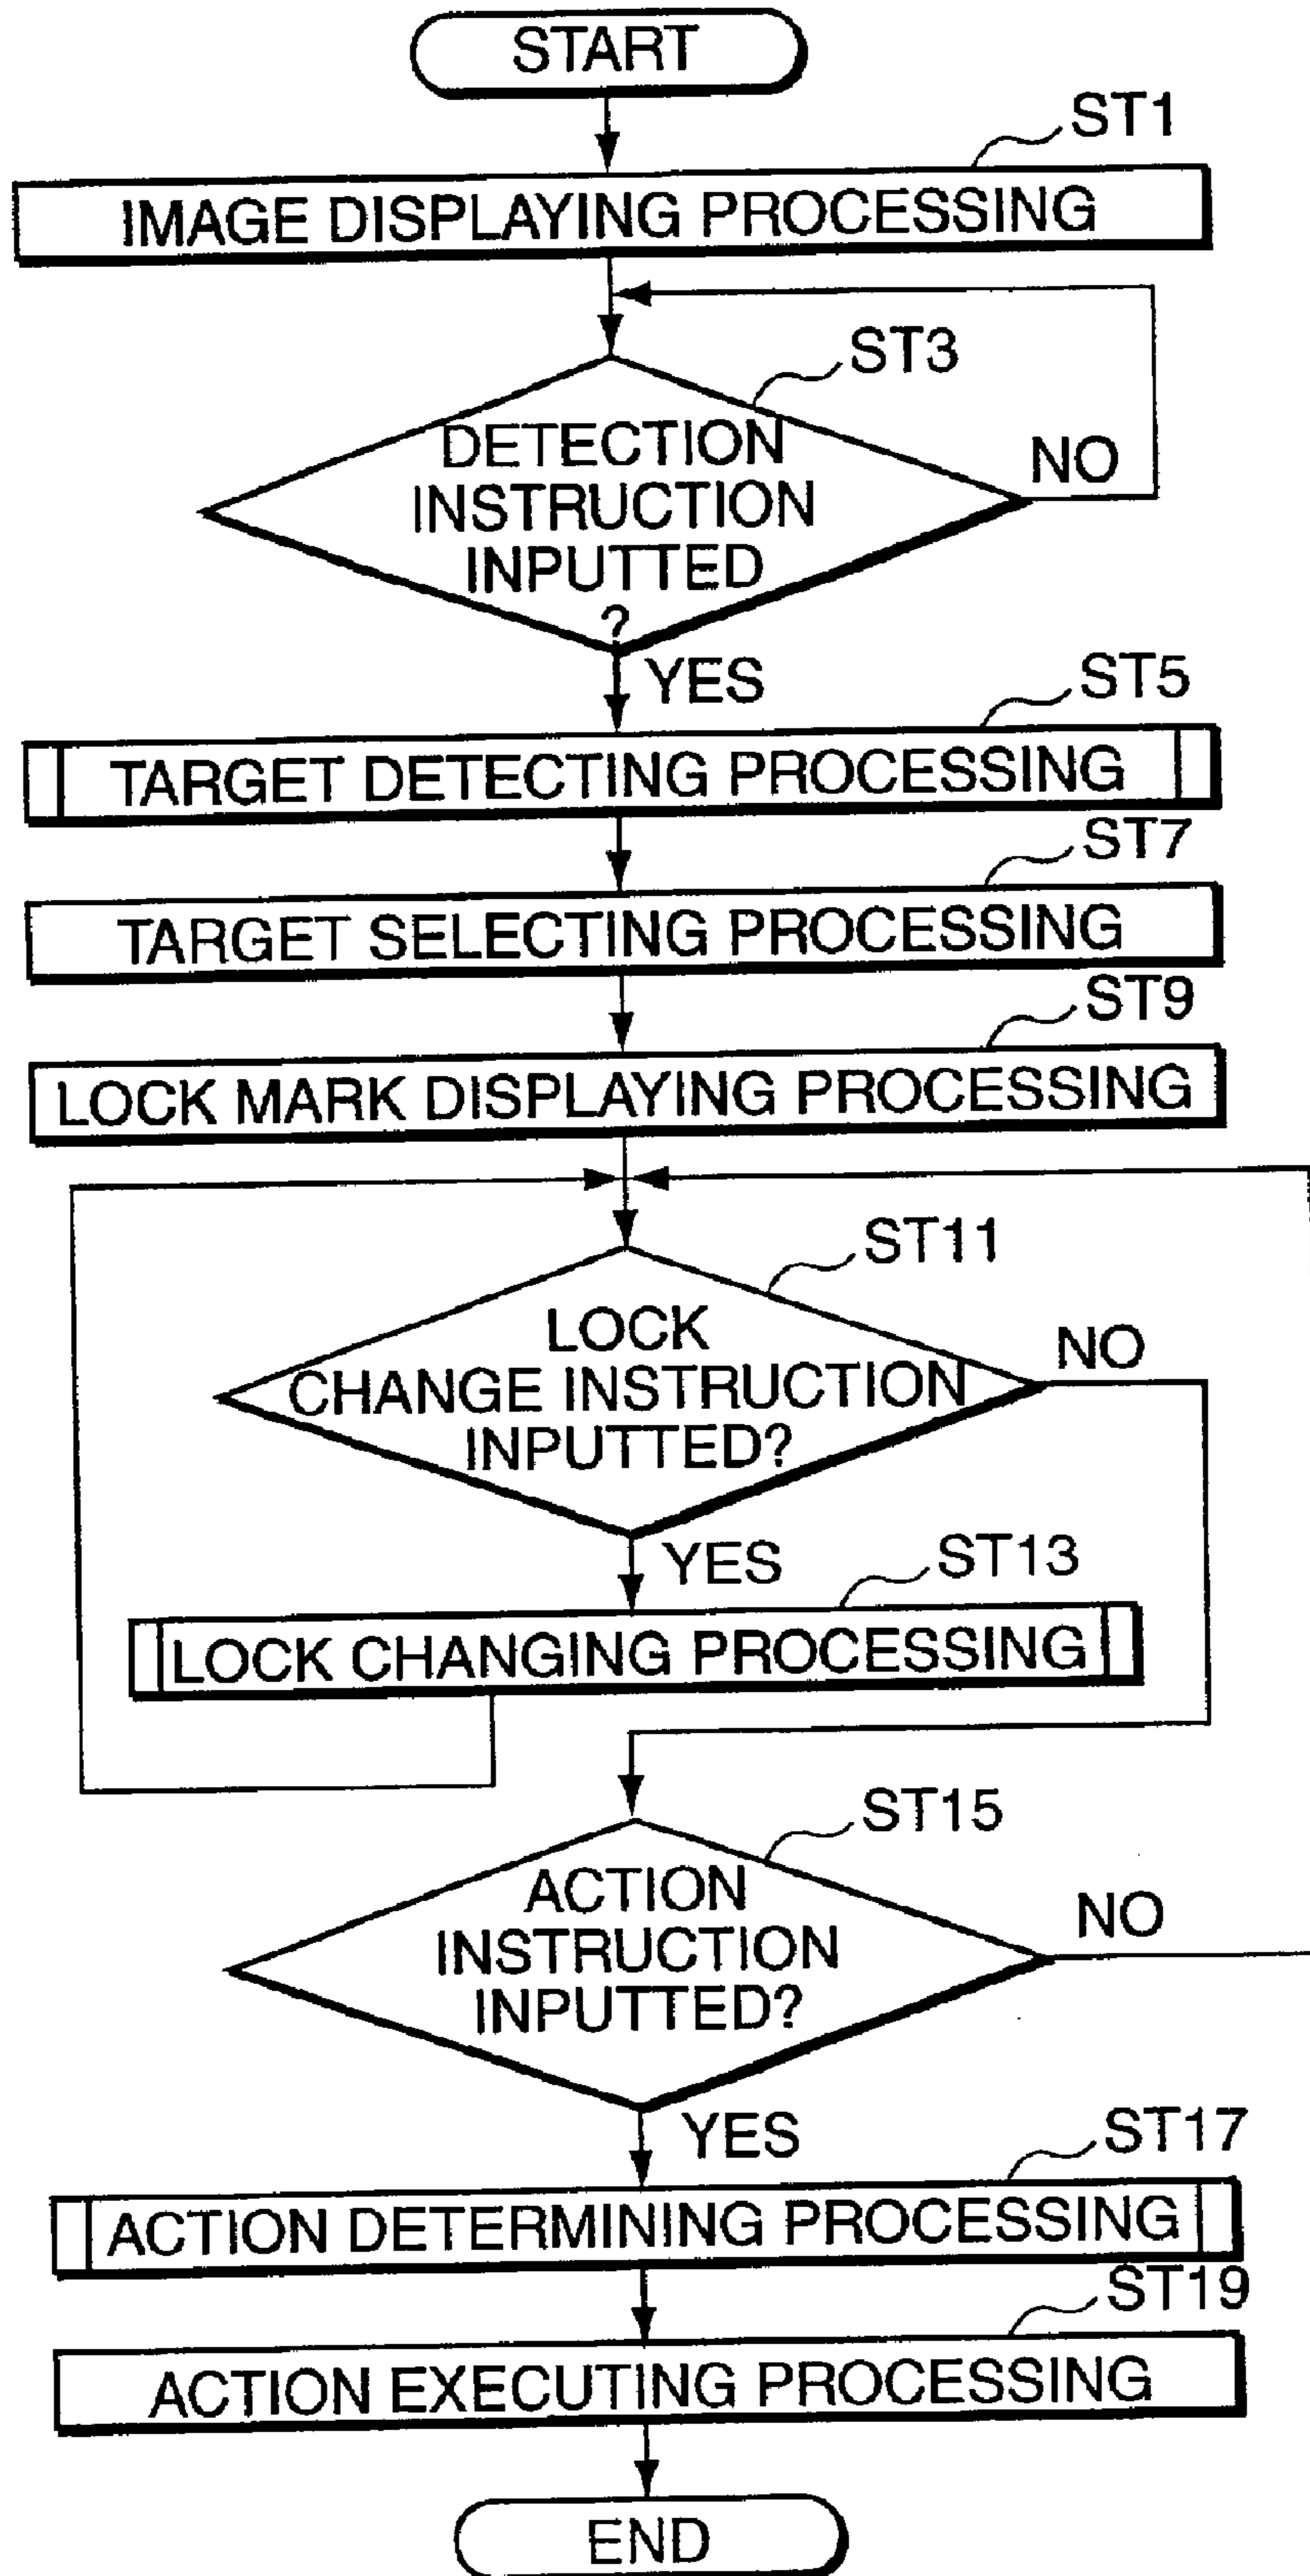 START
ST1
IMAGE DISPLAYING PROCESSING
ST3
DETECTION
INSTRUCTION
INPUTTED
?
NO
YES
ST5
TARGET DETECTING PROCESSING
ST7
TARGET SELECTING PROCESSING
ST9
LOCK MARK DISPLAYING PROCESSING
ST11
LOCK
CHANGE INSTRUCTION
INPUTTED?
NO
YES
ST13
LOCK CHANGING PROCESSING
ST15
ACTION
INSTRUCTION
INPUTTED?
NO
YES
ST17
ACTION DETERMINING PROCESSING
ST19
ACTION EXECUTING PROCESSING
END